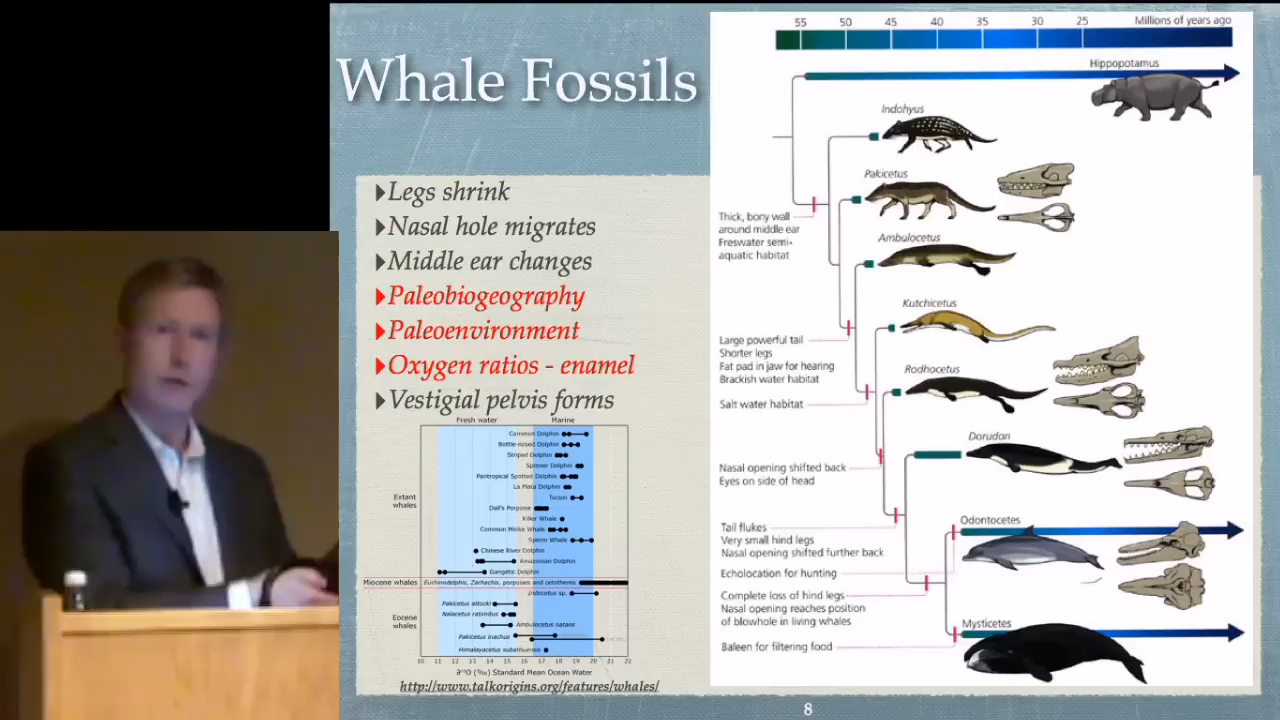 Whale Fossils
Legs shrink
Nasal hole migrates
Middle ear changes
Paleobiogeography
Paleoenvironment
Oxygen ratios - enamel
Vestigial pelvis forms
Fresh water
Marine
Common Dolphin
Bottle-nosed Dolphin
Striped Dolphin
Spinner Dolphin
Pantropical Spotted Dolphin
La Plata Dolphin
Tucuxi
Extant
whales
Dall's Porpose
Killer Whale
Common Minke Whale
Sperm Whale
Chinese River Dolphin
Amazonian Dolphin
Gangetic Dolphin
Miocene whales
Eurhinodelphis, Zarhachis, porpoises and cetotheres
Indocetus sp.
Eocene
whales
Pakicetus attocki
Nalacetus ratimitus
Ambulocetus natans
Pakicetus inachus
Himalayacetus subathuensis
10 11 12 13 14 15 16 17 18 19 20 21 22
∂¹⁸O (‰) Standard Mean Ocean Water
http://www.talkorigins.org/features/whales/
55 50 45 40 35 30 25 Millions of years ago
Hippopotamus
Indohyus
Pakicetus
Thick, bony wall
around middle ear
Freswater semi-
aquatic habitat
Ambulocetus
Kutchicetus
Large powerful tail
Shorter legs
Fat pad in jaw for hearing
Brackish water habitat
Rodhocetus
Salt water habitat
Dorudon
Nasal opening shifted back
Eyes on side of head
Tail flukes
Very small hind legs
Nasal opening shifted further back
Odontocetes
Echolocation for hunting
Complete loss of hind legs
Nasal opening reaches position
of blowhole in living whales
Mysticetes
Baleen for filtering food
8